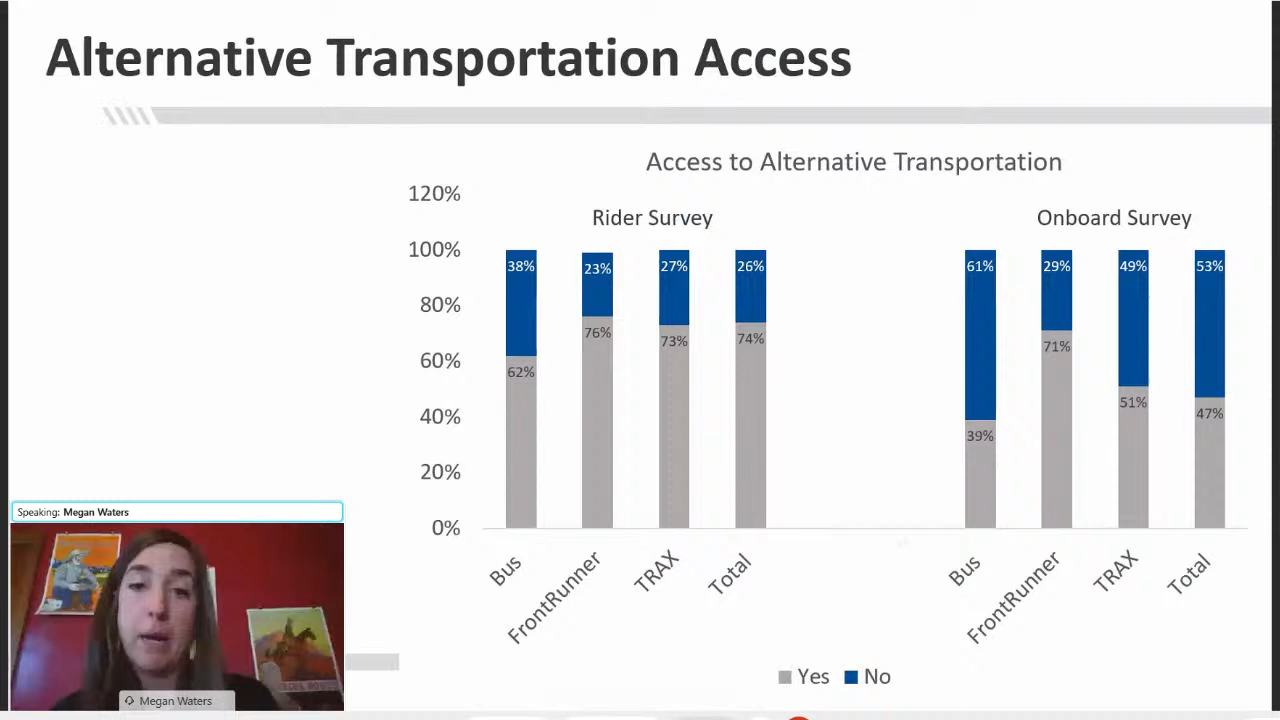 Alternative Transportation Access
Access to Alternative Transportation
120%
100%
80%
60%
40%
20%
0%
Rider Survey
38%
23%
27%
26%
62%
76%
73%
74%
Bus
FrontRunner
TRAX
Total
Onboard Survey
61%
29%
49%
53%
39%
71%
51%
47%
Bus
FrontRunner
TRAX
Total
Yes No
Speaking: Megan Waters
Megan Waters